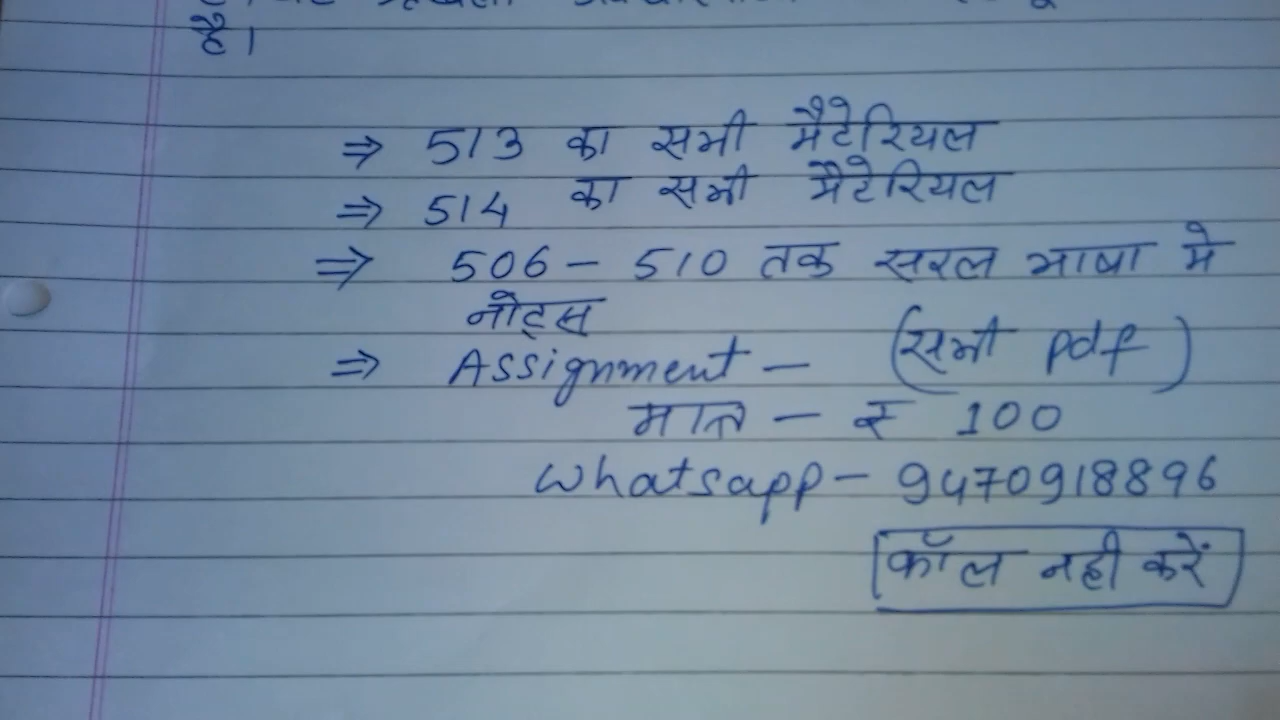 है।
⇒ 513 का सभी मैटेरियल
⇒ 514 का सभी मैटेरियल
⇒ 506 – 510 तक सरल भाषा मे
नोट्स
⇒ Assignment – (सभी pdf)
मात्र – ₹ 100
Whatsapp – 9470918896
कॉल नही करें